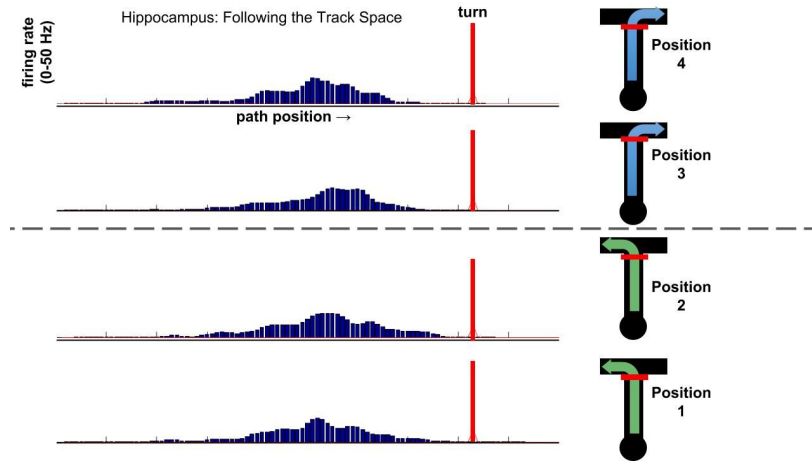 Hippocampus: Following the Track Space
turn
firing rate
(0-50 Hz)
Position
4
path position →
Position
3
Position
2
Position
1